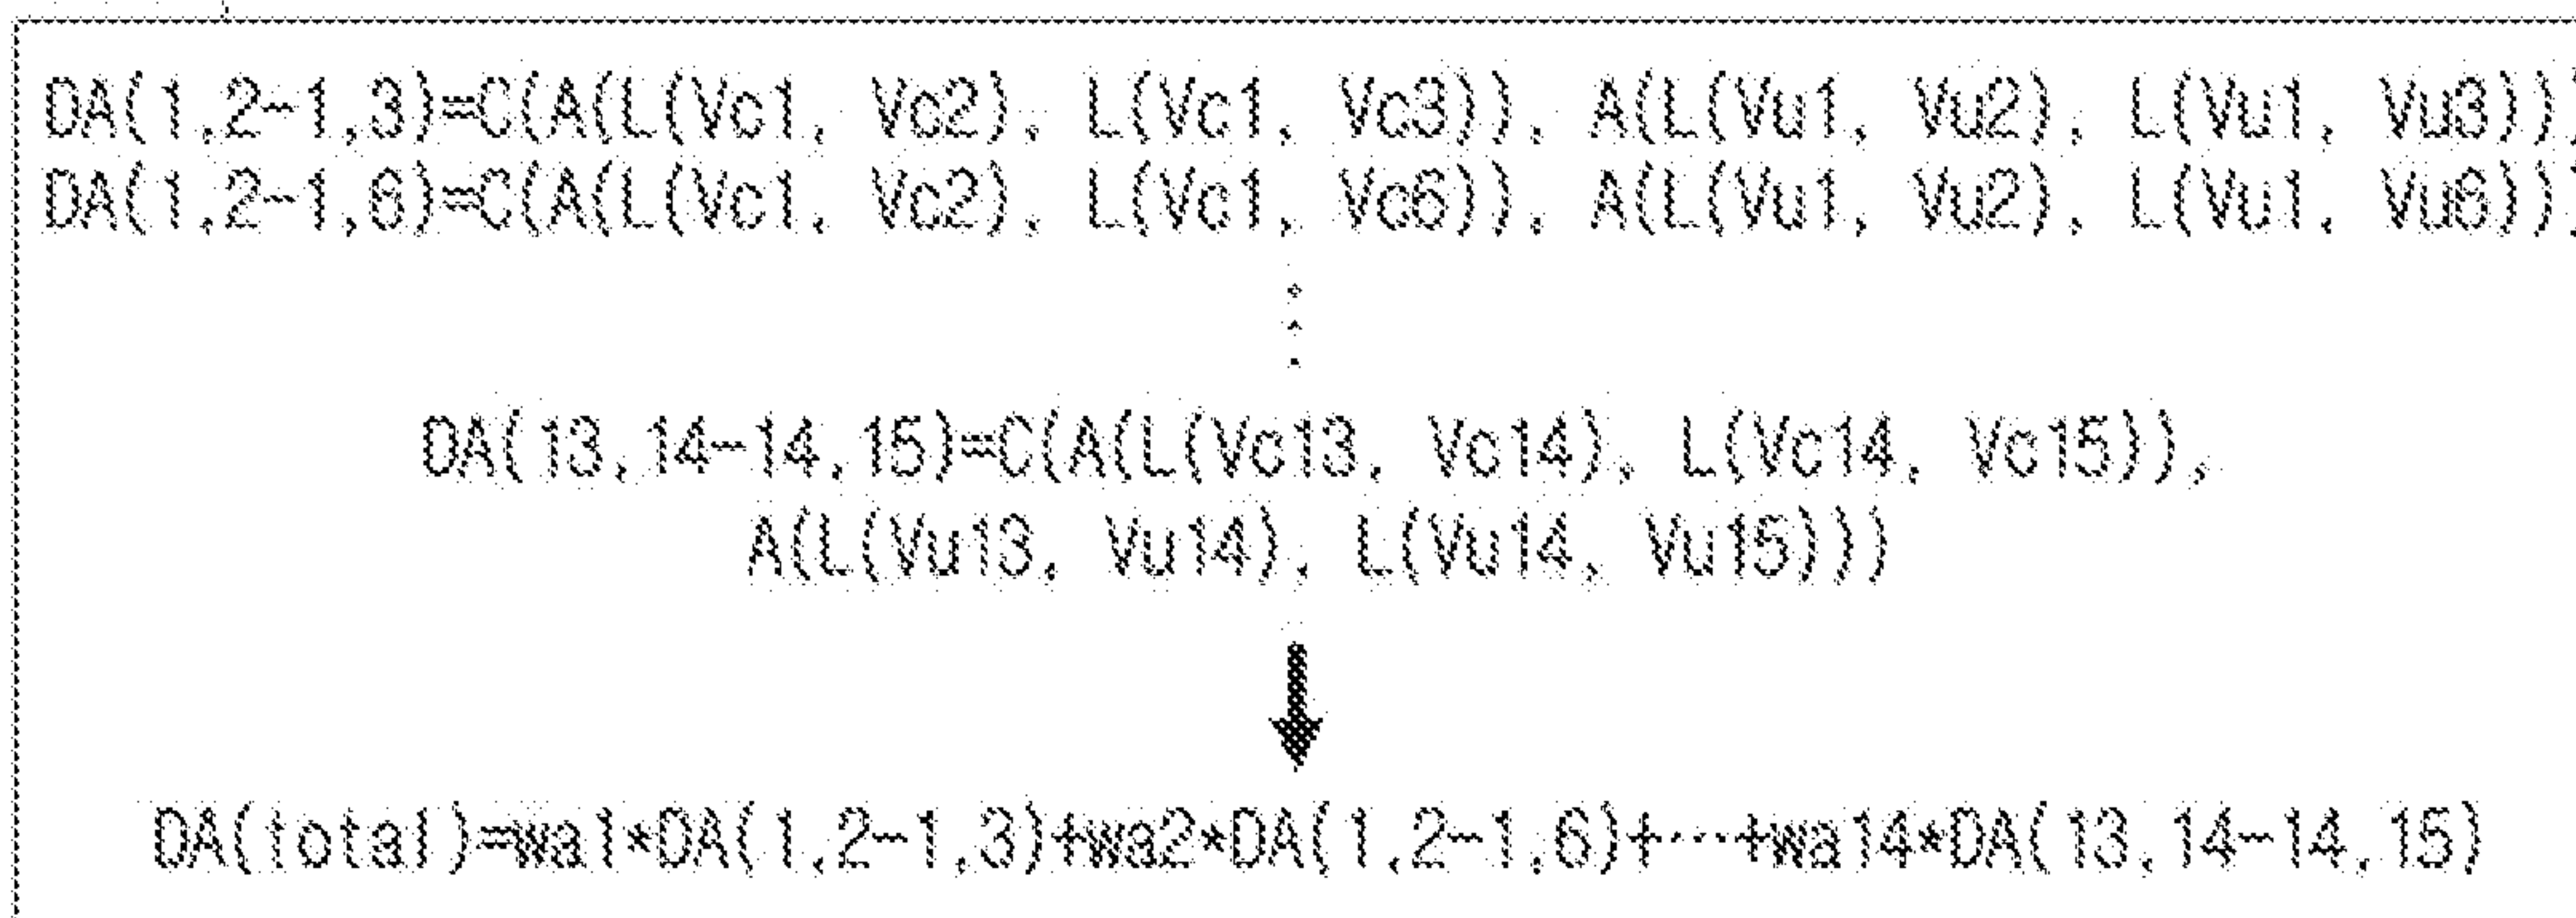 DA(1,2-1,3)=C(A(L(Vc1, Vc2), L(Vc1, Vc3)), A(L(Vu1, Vu2), L(Vu1, Vu3)))
DA(1,2-1,6)=C(A(L(Vc1, Vc2), L(Vc1, Vc6)), A(L(Vu1, Vu2), L(Vu1, Vu6)))
DA(13,14-14,15)=C(A(L(Vc13, Vc14), L(Vc14, Vc15)),
A(L(Vu13, Vu14), L(Vu14, Vu15)))
DA(total)=wa1*DA(1,2-1,3)+wa2*DA(1,2-1,6)+···+wa14*DA(13,14-14,15)